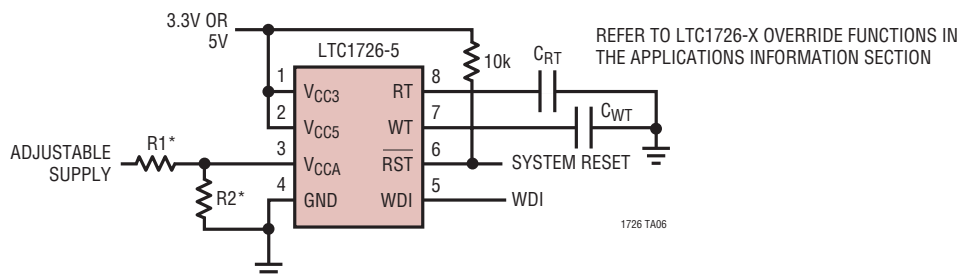 3.3V OR
5V
LTC1726-5
REFER TO LTC1726-X OVERRIDE FUNCTIONS IN
THE APPLICATIONS INFORMATION SECTION
10k
CRT
CWT
1
VCC3
RT
8
2
VCC5
WT
7
ADJUSTABLE
SUPPLY
R1*
3
VCCA
RST
6
SYSTEM RESET
R2*
4
GND
WDI
5
WDI
1726 TA06